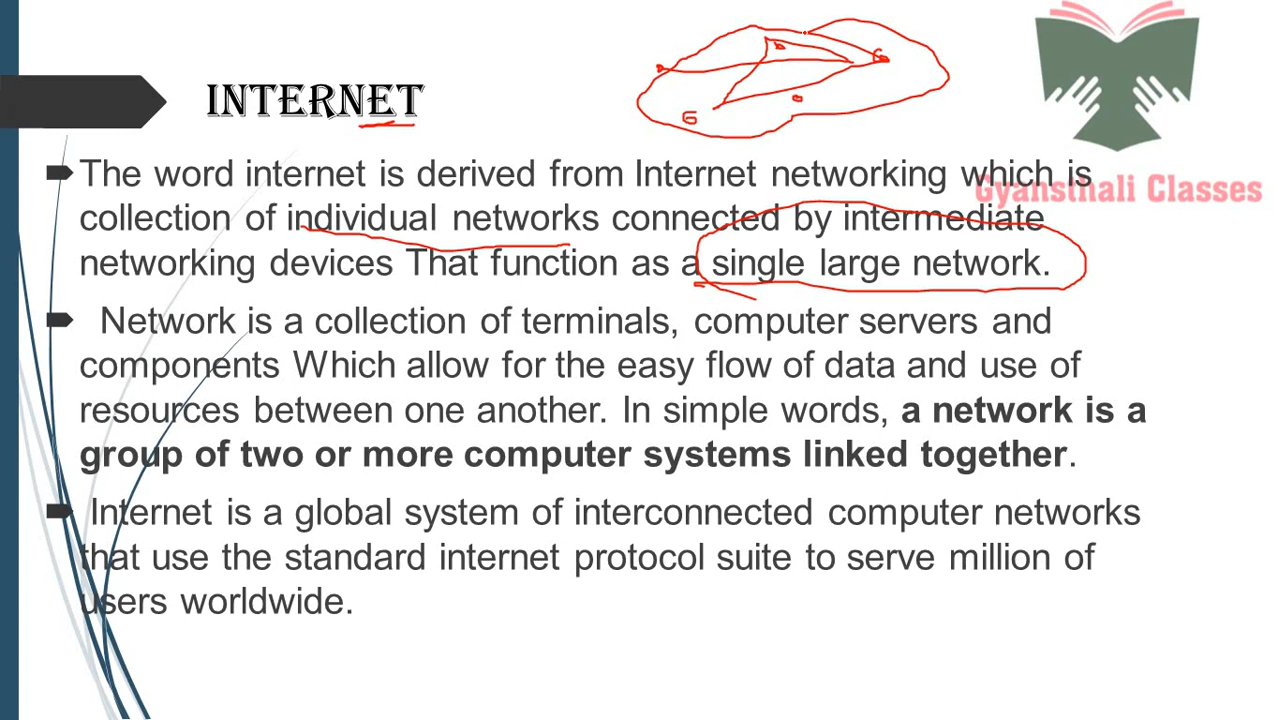 INTERNET
Gyansthali Classes
The word internet is derived from Internet networking which is
collection of individual networks connected by intermediate
networking devices That function as a single large network.
Network is a collection of terminals, computer servers and
components Which allow for the easy flow of data and use of
resources between one another. In simple words, a network is a
group of two or more computer systems linked together.
Internet is a global system of interconnected computer networks
that use the standard internet protocol suite to serve million of
users worldwide.